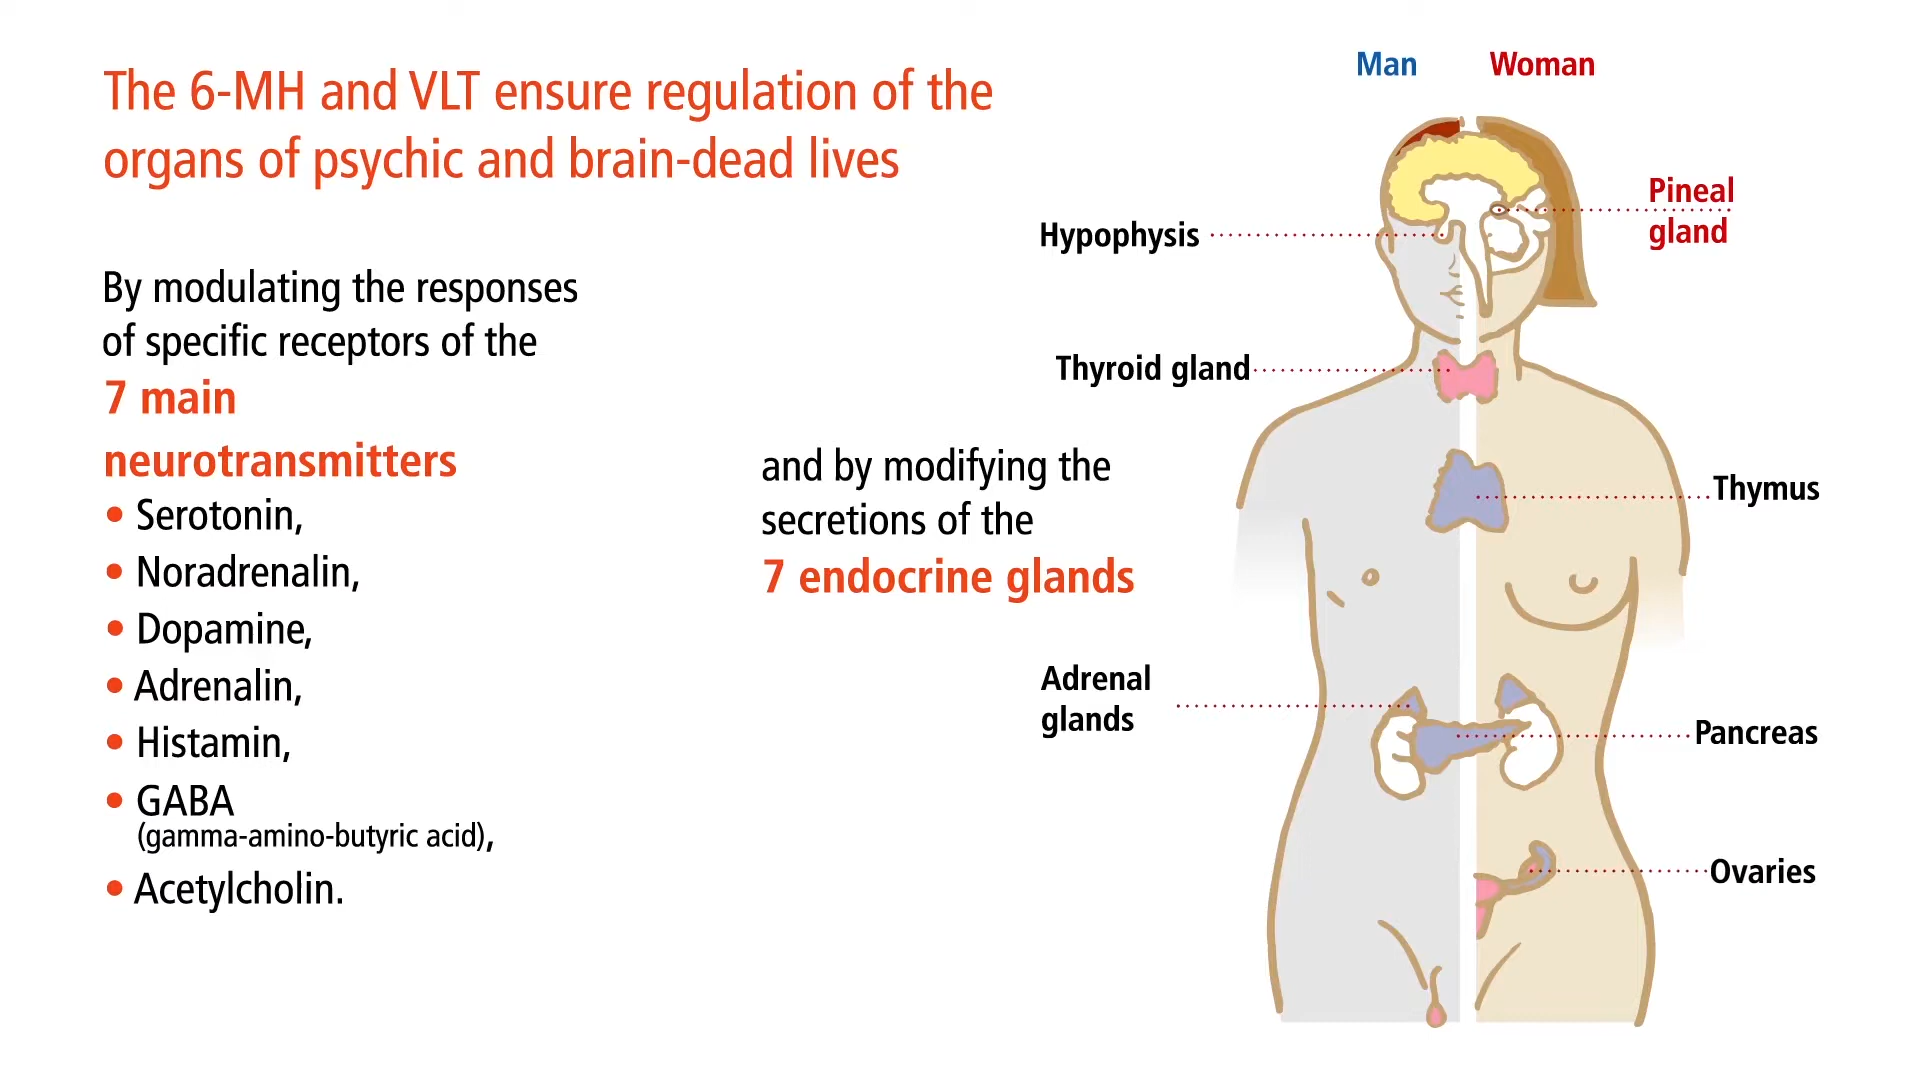 The 6-MH and VLT ensure regulation of the
organs of psychic and brain-dead lives
By modulating the responses
of specific receptors of the
7 main
neurotransmitters
• Serotonin,
• Noradrenalin,
• Dopamine,
• Adrenalin,
• Histamin,
• GABA
(gamma-amino-butyric acid),
• Acetylcholin.
and by modifying the
secretions of the
7 endocrine glands
Man Woman
Pineal
gland
Hypophysis
Thyroid gland
Thymus
Adrenal
glands
Pancreas
Ovaries